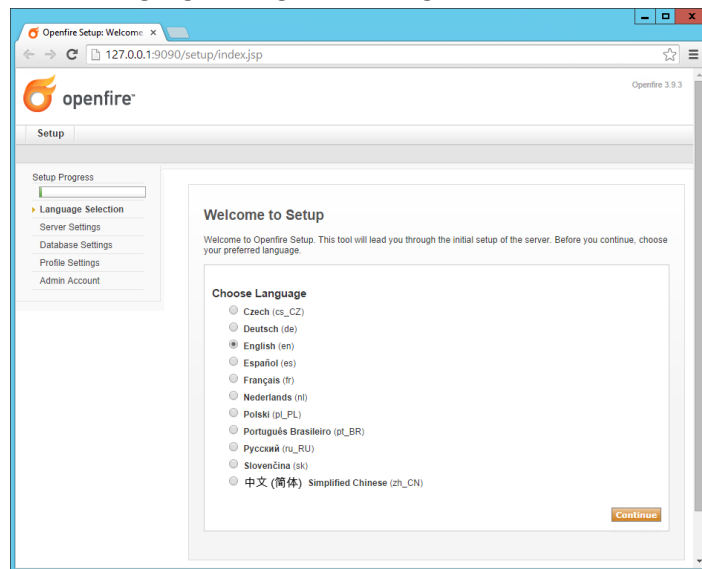 Openfire Setup: Welcome
127.0.0.1:9090/setup/index.jsp
openfire™
Openfire 3.9.3
Setup
Setup Progress
Language Selection
Server Settings
Database Settings
Profile Settings
Admin Account
Welcome to Setup
Welcome to Openfire Setup. This tool will lead you through the initial setup of the server. Before you continue, choose
your preferred language.
Choose Language
Czech (cs_CZ)
Deutsch (de)
English (en)
Español (es)
Français (fr)
Nederlands (nl)
Polski (pl_PL)
Português Brasileiro (pt_BR)
Русский (ru_RU)
Slovenčina (sk)
中文 (简体) Simplified Chinese (zh_CN)
Continue